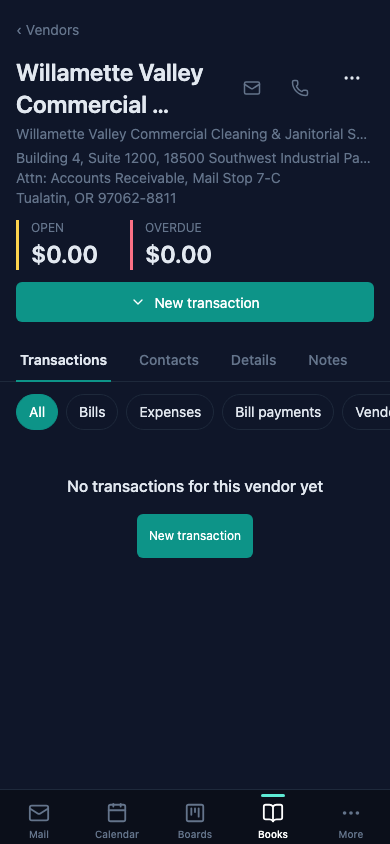 ‹ Vendors
Willamette Valley
Commercial ...
Willamette Valley Commercial Cleaning & Janitorial S...
Building 4, Suite 1200, 18500 Southwest Industrial Pa...
Attn: Accounts Receivable, Mail Stop 7-C
Tualatin, OR 97062-8811
OPEN OVERDUE
$0.00 $0.00
New transaction
Transactions Contacts Details Notes
All Bills Expenses Bill payments Vend
No transactions for this vendor yet
New transaction
Mail Calendar Boards Books More